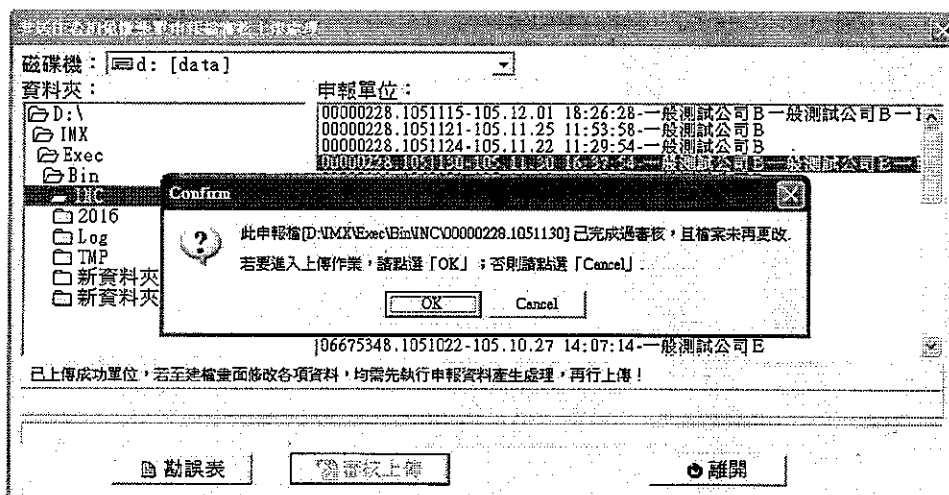 磁碟機：d: [data]
資料夾：
申報單位：
D:\
IMX
Exec
Bin
INC
2016
Log
TMP
新資料夾
新資料夾
00000228.1051115-105.12.01 18:26:28-一般測試公司B一般測試公司B一
00000228.1051121-105.11.25 11:53:58-一般測試公司B
00000228.1051124-105.11.22 11:29:54-一般測試公司B
Confirm
此申報檔[D:\IMX\Exec\Bin\INC\00000228.1051130] 已完成過審核，且檔案未再更改.
若要進入上傳作業，請點選「OK」；否則請點選「Cancel」.
OK
Cancel
06675348.1051022-105.10.27 14:07:14-一般測試公司E
已上傳成功單位，若至建檔畫面修改各項資料，均需先執行申報資料產生處理，再行上傳！
勘誤表
審核上傳
離開